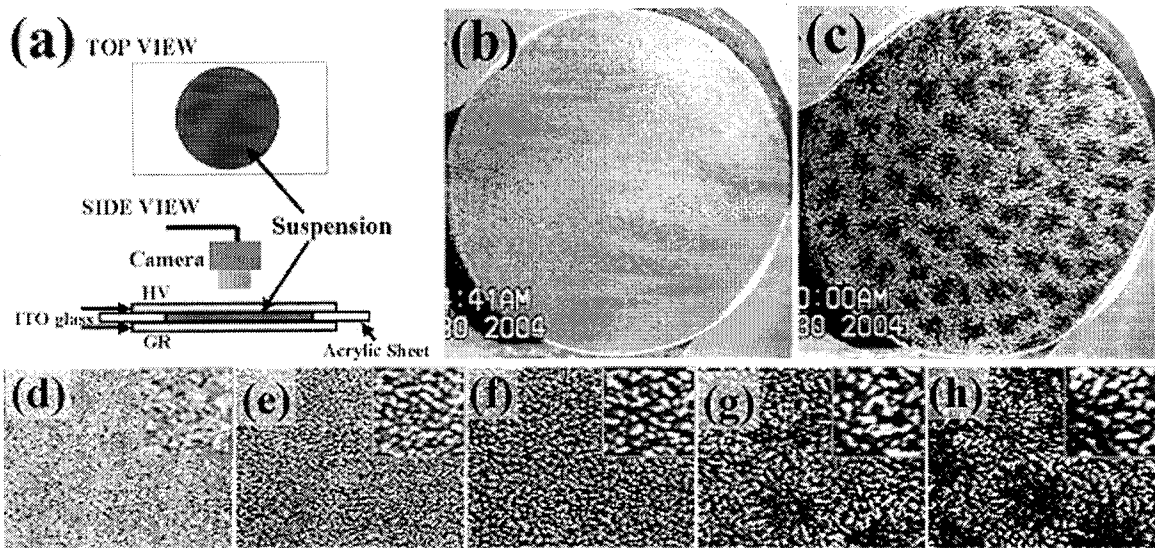 (a) TOP VIEW
SIDE VIEW
Suspension
Camera
HV
ITO glass
GR
Acrylic Sheet
(b)
:41AM
30 2004
(c)
0:00AM
30 2004
(d)
(e)
(f)
(g)
(h)